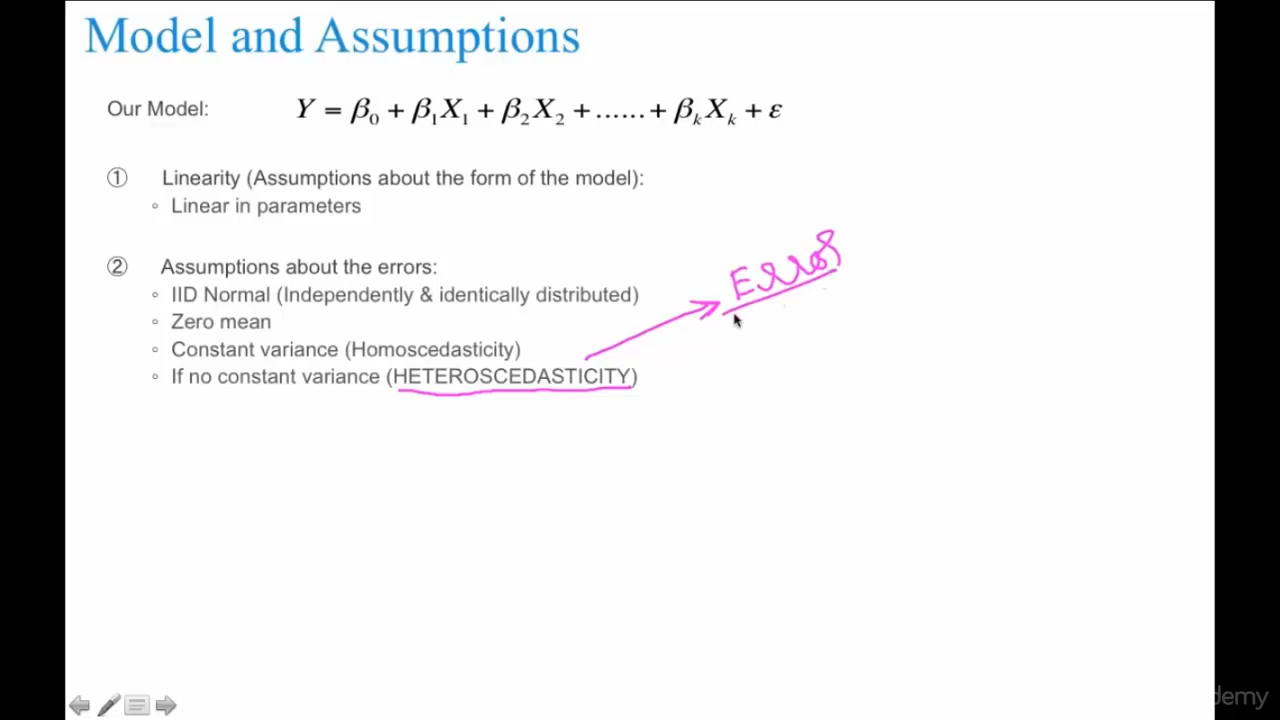 Model and Assumptions
Our Model: Y = β₀ + β₁X₁ + β₂X₂ + ...... + βₖXₖ + ε
① Linearity (Assumptions about the form of the model):
◦ Linear in parameters
② Assumptions about the errors:
◦ IID Normal (Independently & identically distributed)
◦ Zero mean
◦ Constant variance (Homoscedasticity)
◦ If no constant variance (HETEROSCEDASTICITY)
Error
demy